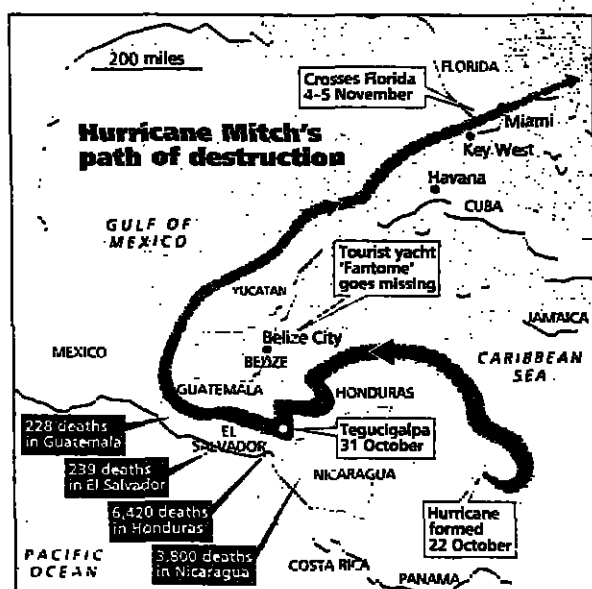 200 miles
FLORIDA
Crosses Florida
4-5 November
Hurricane Mitch's
path of destruction
Miami
Key West
Havana
CUBA
GULF OF
MEXICO
Tourist yacht
'Fantome'
goes missing
YUCATAN
JAMAICA
Belize City
BELIZE
MEXICO
CARIBBEAN
SEA
GUATEMALA
HONDURAS
228 deaths
in Guatemala
EL
SALVADOR
Tegucigalpa
31 October
239 deaths
in El Salvador
NICARAGUA
6,420 deaths
in Honduras
Hurricane
formed
22 October
3,800 deaths
in Nicaragua
PACIFIC
OCEAN
COSTA RICA
PANAMA